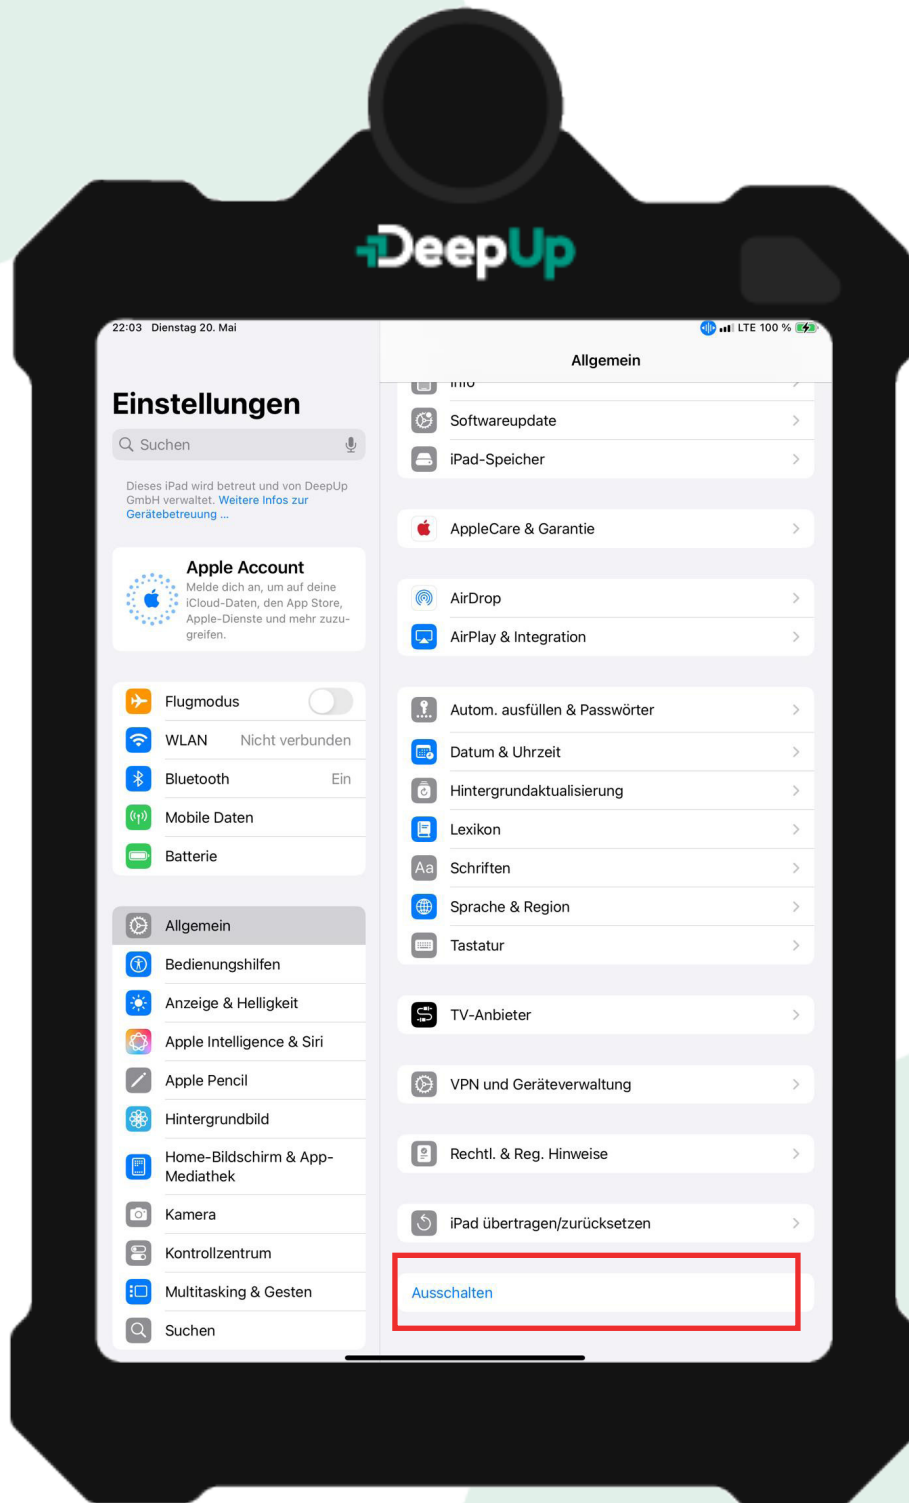 DeepUp
22:03 Dienstag 20. Mai
LTE 100 %
Einstellungen
Suchen
Dieses iPad wird betreut und von DeepUp
GmbH verwaltet. Weitere Infos zur
Gerätebetreuung ...
Apple Account
Melde dich an, um auf deine
iCloud-Daten, den App Store,
Apple-Dienste und mehr zuzu-
greifen.
Flugmodus
WLAN Nicht verbunden
Bluetooth Ein
Mobile Daten
Batterie
Allgemein
Bedienungshilfen
Anzeige & Helligkeit
Apple Intelligence & Siri
Apple Pencil
Hintergrundbild
Home-Bildschirm & App-
Mediathek
Kamera
Kontrollzentrum
Multitasking & Gesten
Suchen
Allgemein
Info
Softwareupdate
iPad-Speicher
AppleCare & Garantie
AirDrop
AirPlay & Integration
Autom. ausfüllen & Passwörter
Datum & Uhrzeit
Hintergrundaktualisierung
Lexikon
Aa Schriften
Sprache & Region
Tastatur
TV-Anbieter
VPN und Geräteverwaltung
Rechtl. & Reg. Hinweise
iPad übertragen/zurücksetzen
Ausschalten